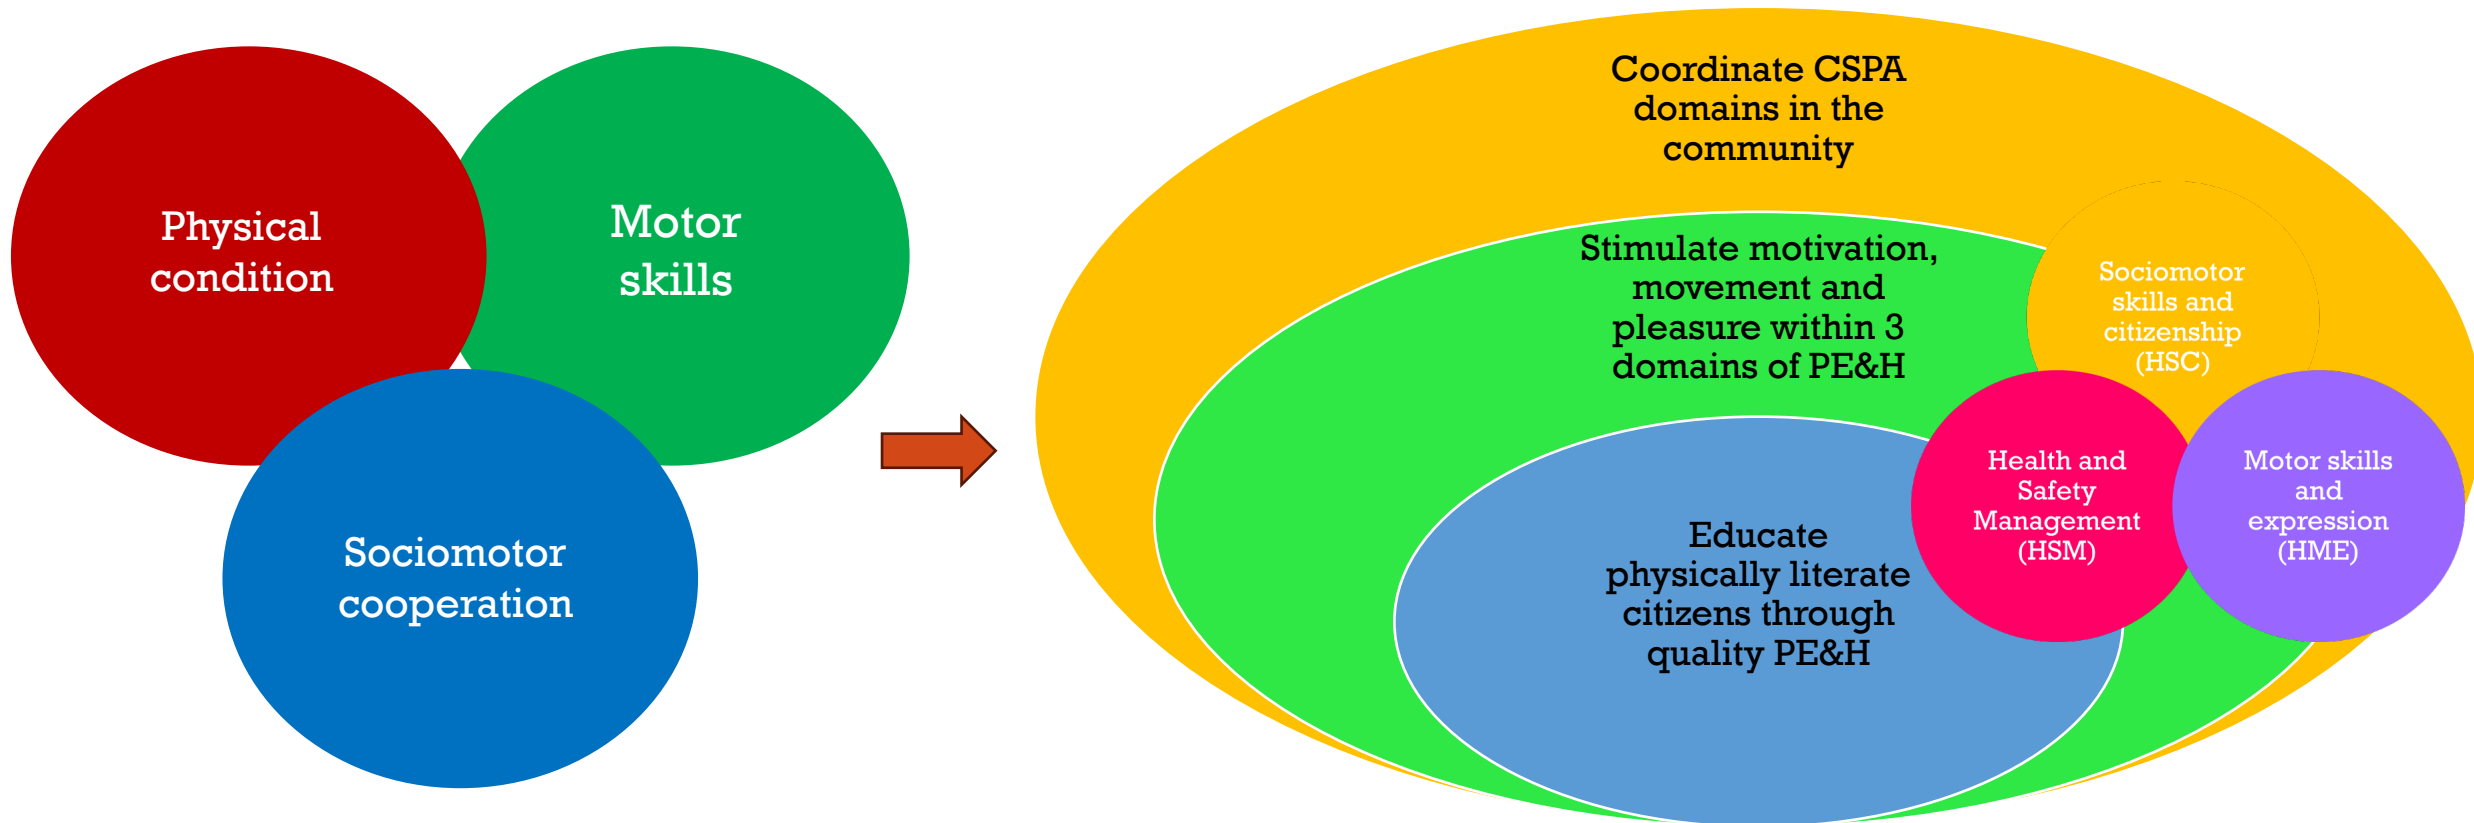 Physical
condition
Motor
skills
Sociomotor
cooperation
Coordinate CSPA
domains in the
community
Stimulate motivation,
movement and
pleasure within 3
domains of PE&H
Educate
physically literate
citizens through
quality PE&H
Sociomotor
skills and
citizenship
(HSC)
Health and
Safety
Management
(HSM)
Motor skills
and
expression
(HME)